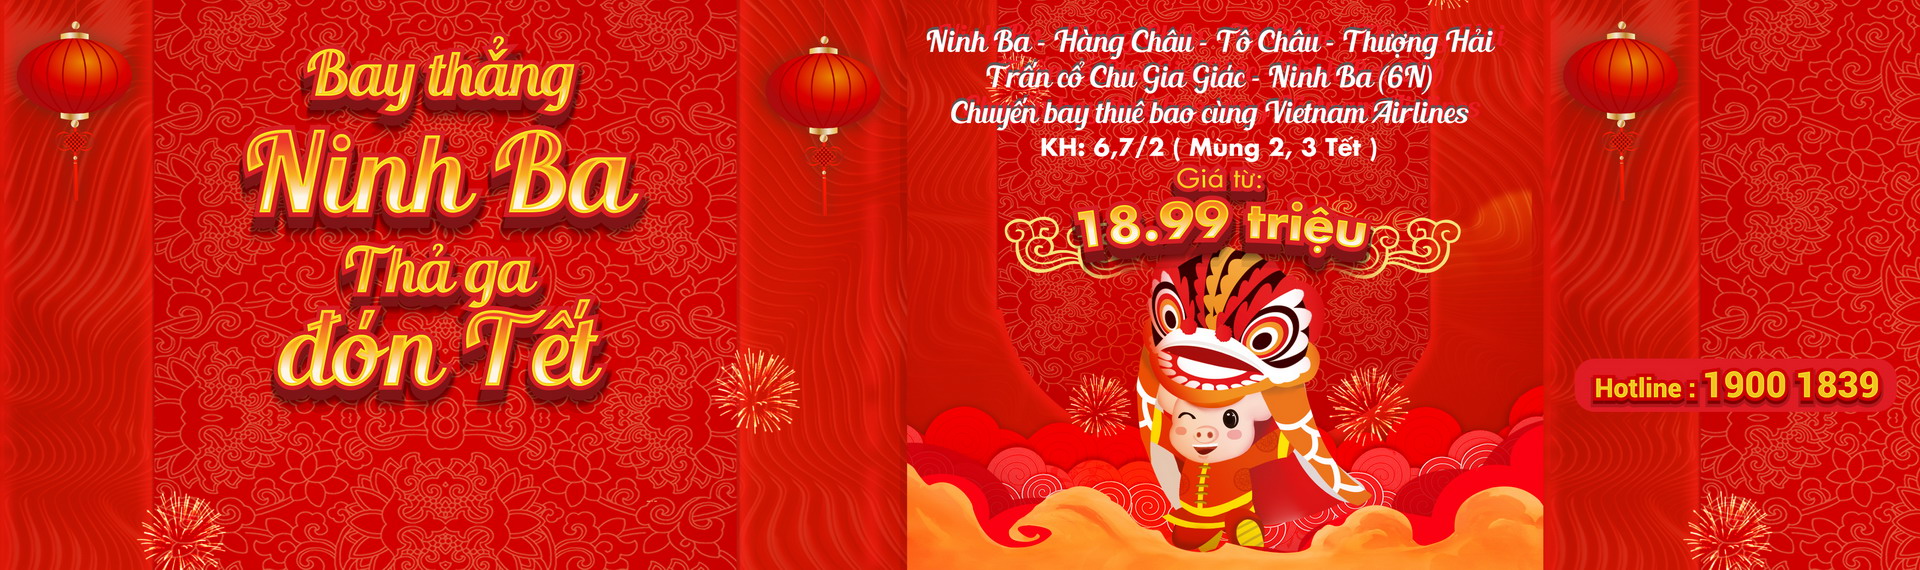 Bay thẳng
Ninh Ba
Thả ga
đón Tết
Ninh Ba - Hàng Châu - Tô Châu - Thượng Hải
Trấn cổ Chu Gia Giác - Ninh Ba (6N)
Chuyến bay thuê bao cùng Vietnam Airlines
KH: 6,7/2 ( Mùng 2, 3 Tết )
Giá từ:
18.99 triệu
Hotline : 1900 1839